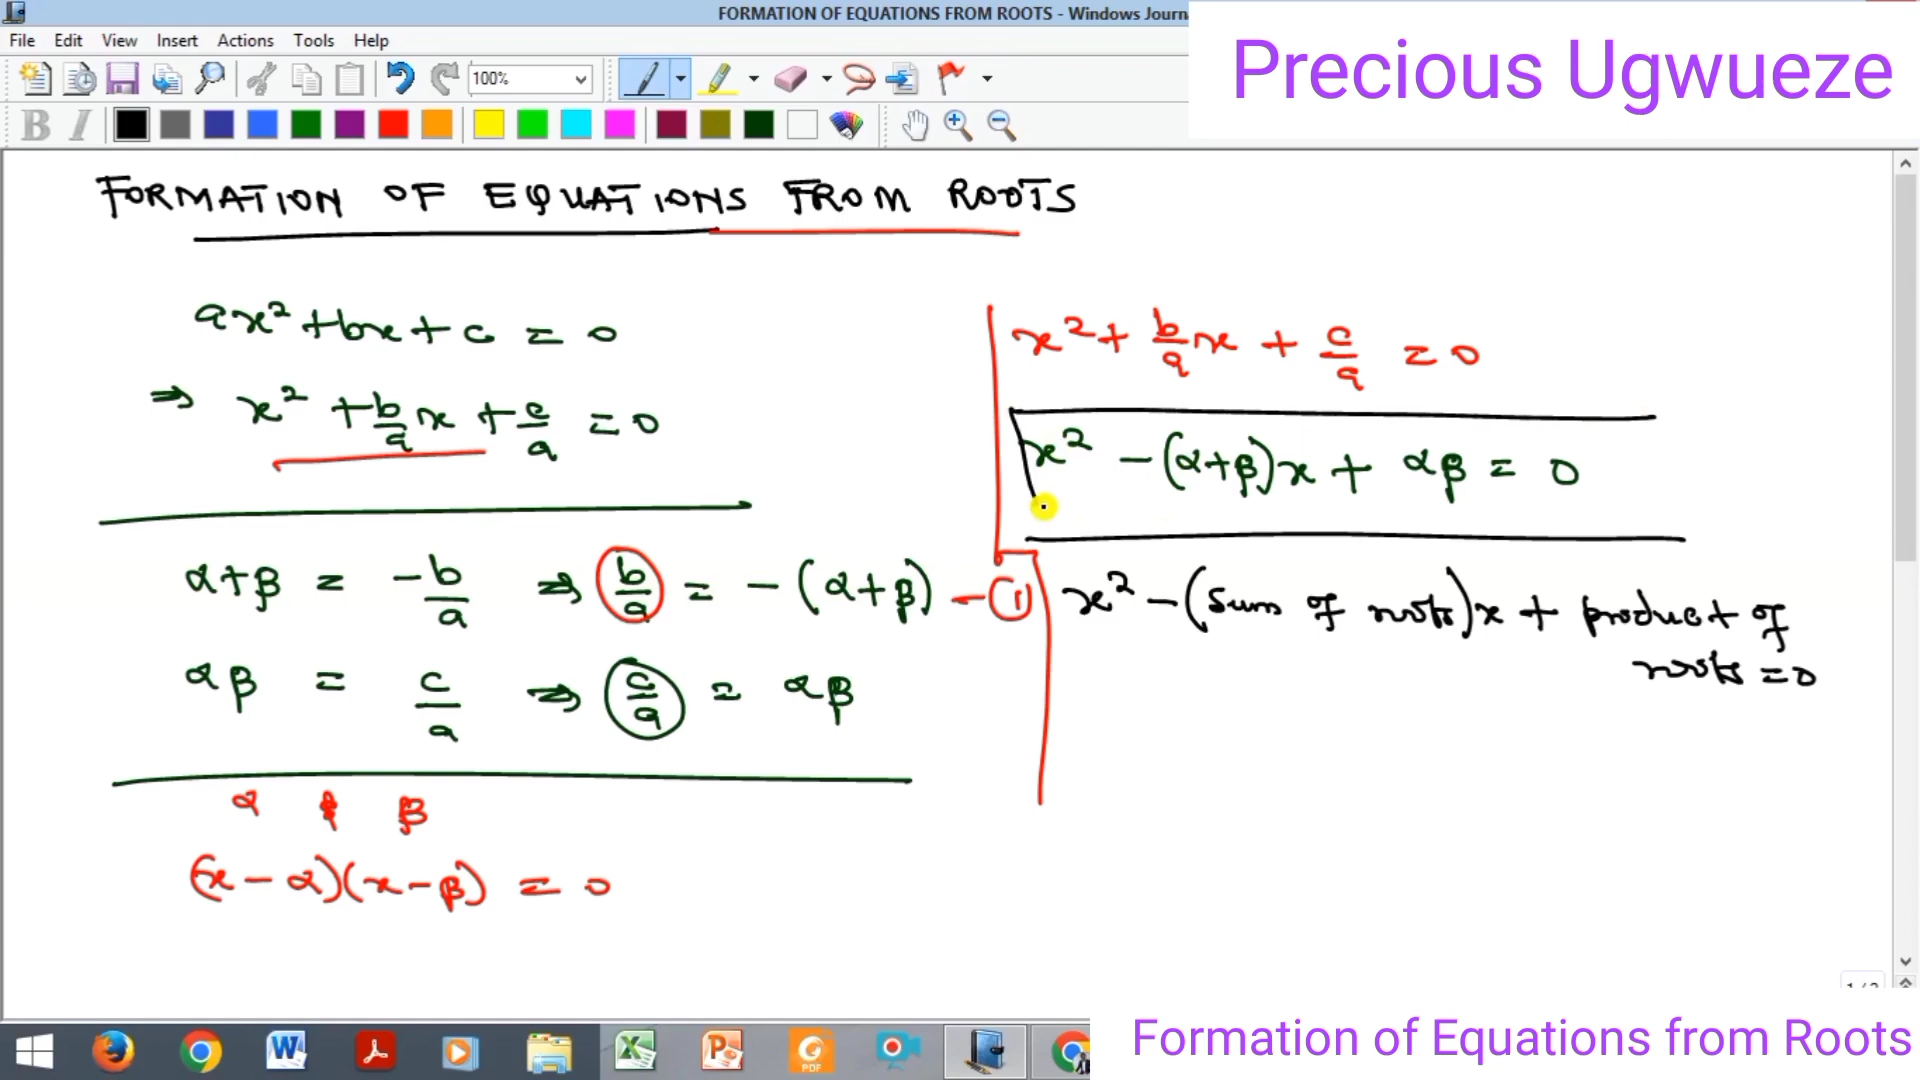 FORMATION OF EQUATIONS FROM ROOTS - Windows Journa
File Edit View Insert Actions Tools Help
Precious Ugwueze
100%
B I
FORMATION OF EQUATIONS FROM ROOTS
ax² + bx + c = 0
⇒ x² + b/a x + c/a = 0
α+β = -b/a ⇒ b/a = -(α+β) - ①
αβ = c/a ⇒ c/a = αβ
α & β
(x - α)(x - β) = 0
x² + b/a x + c/a = 0
x² - (α+β)x + αβ = 0
x² - (sum of roots)x + product of
roots = 0
PDF
Formation of Equations from Roots